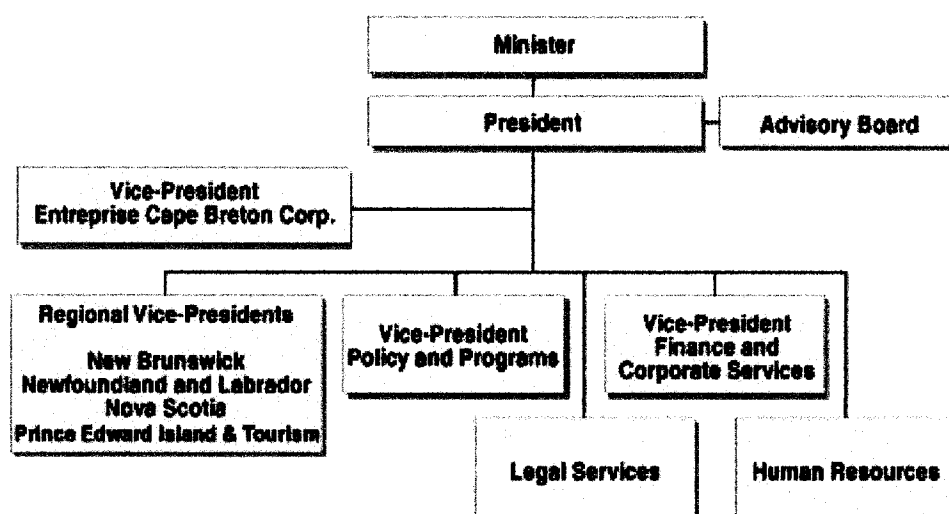 Minister
President
Advisory Board
Vice-President
Entreprise Cape Breton Corp.
Regional Vice-Presidents
New Brunswick
Newfoundland and Labrador
Nova Scotia
Prince Edward Island & Tourism
Vice-President
Policy and Programs
Vice-President
Finance and
Corporate Services
Legal Services
Human Resources